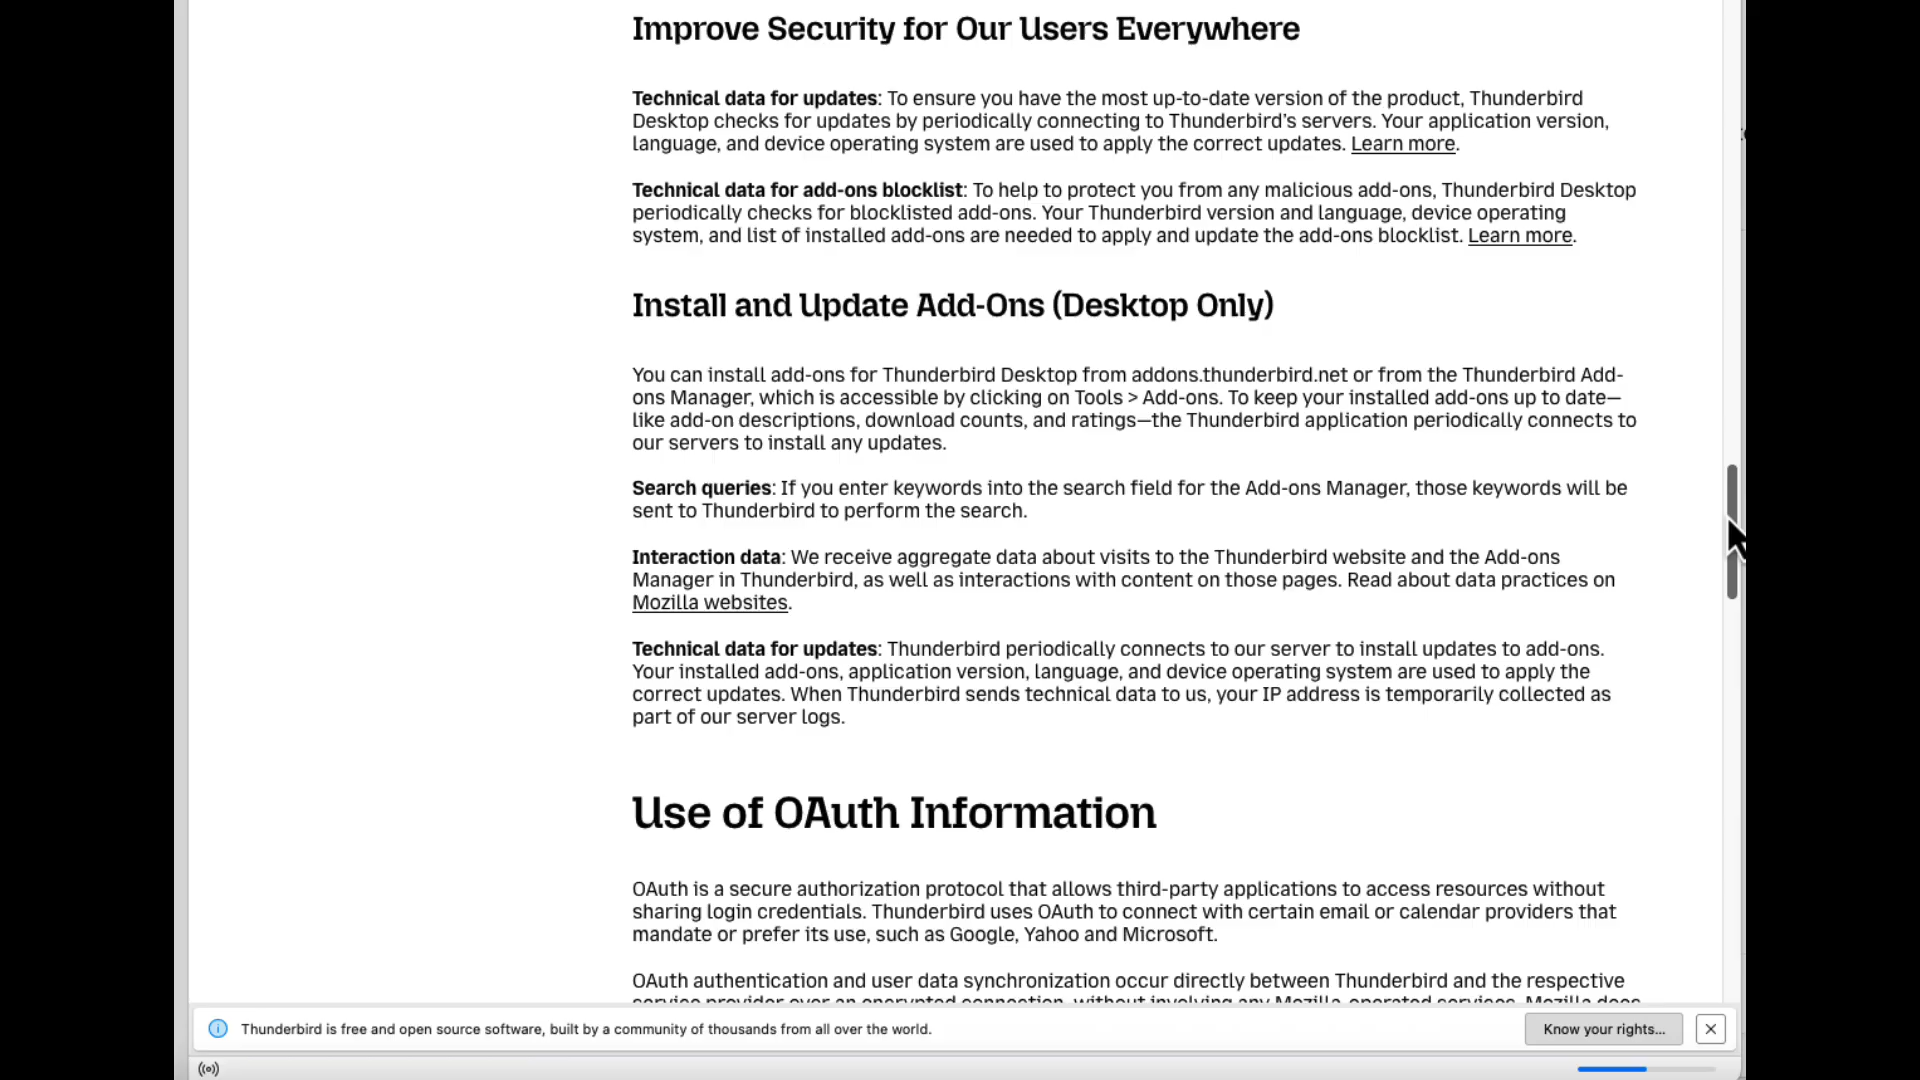 Improve Security for Our Users Everywhere
Technical data for updates: To ensure you have the most up-to-date version of the product, Thunderbird
Desktop checks for updates by periodically connecting to Thunderbird’s servers. Your application version,
language, and device operating system are used to apply the correct updates. Learn more.
Technical data for add-ons blocklist: To help to protect you from any malicious add-ons, Thunderbird Desktop
periodically checks for blocklisted add-ons. Your Thunderbird version and language, device operating
system, and list of installed add-ons are needed to apply and update the add-ons blocklist. Learn more.
Install and Update Add-Ons (Desktop Only)
You can install add-ons for Thunderbird Desktop from addons.thunderbird.net or from the Thunderbird Add-
ons Manager, which is accessible by clicking on Tools > Add-ons. To keep your installed add-ons up to date—
like add-on descriptions, download counts, and ratings—the Thunderbird application periodically connects to
our servers to install any updates.
Search queries: If you enter keywords into the search field for the Add-ons Manager, those keywords will be
sent to Thunderbird to perform the search.
Interaction data: We receive aggregate data about visits to the Thunderbird website and the Add-ons
Manager in Thunderbird, as well as interactions with content on those pages. Read about data practices on
Mozilla websites.
Technical data for updates: Thunderbird periodically connects to our server to install updates to add-ons.
Your installed add-ons, application version, language, and device operating system are used to apply the
correct updates. When Thunderbird sends technical data to us, your IP address is temporarily collected as
part of our server logs.
Use of OAuth Information
OAuth is a secure authorization protocol that allows third-party applications to access resources without
sharing login credentials. Thunderbird uses OAuth to connect with certain email or calendar providers that
mandate or prefer its use, such as Google, Yahoo and Microsoft.
OAuth authentication and user data synchronization occur directly between Thunderbird and the respective
service provider over an encrypted connection, without involving any Mozilla-operated services. Mozilla does
Thunderbird is free and open source software, built by a community of thousands from all over the world.
Know your rights...